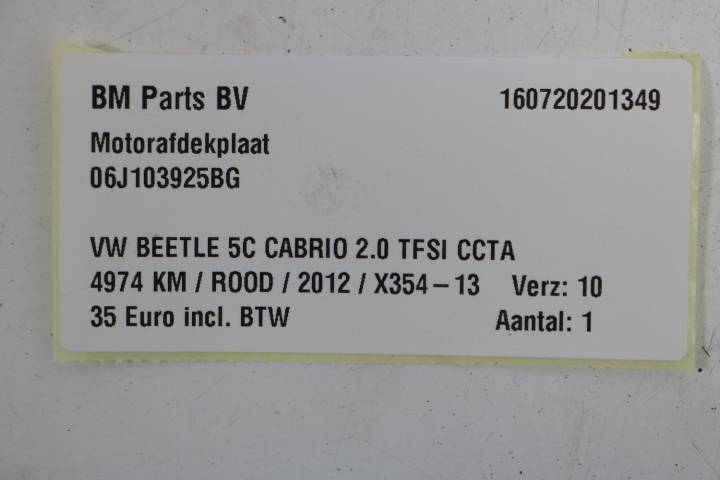 BM Parts BV 160720201349
Motorafdekplaat
06J103925BG
VW BEETLE 5C CABRIO 2.0 TFSI CCTA
4974 KM / ROOD / 2012 / X354-13 Verz: 10
35 Euro incl. BTW Aantal: 1